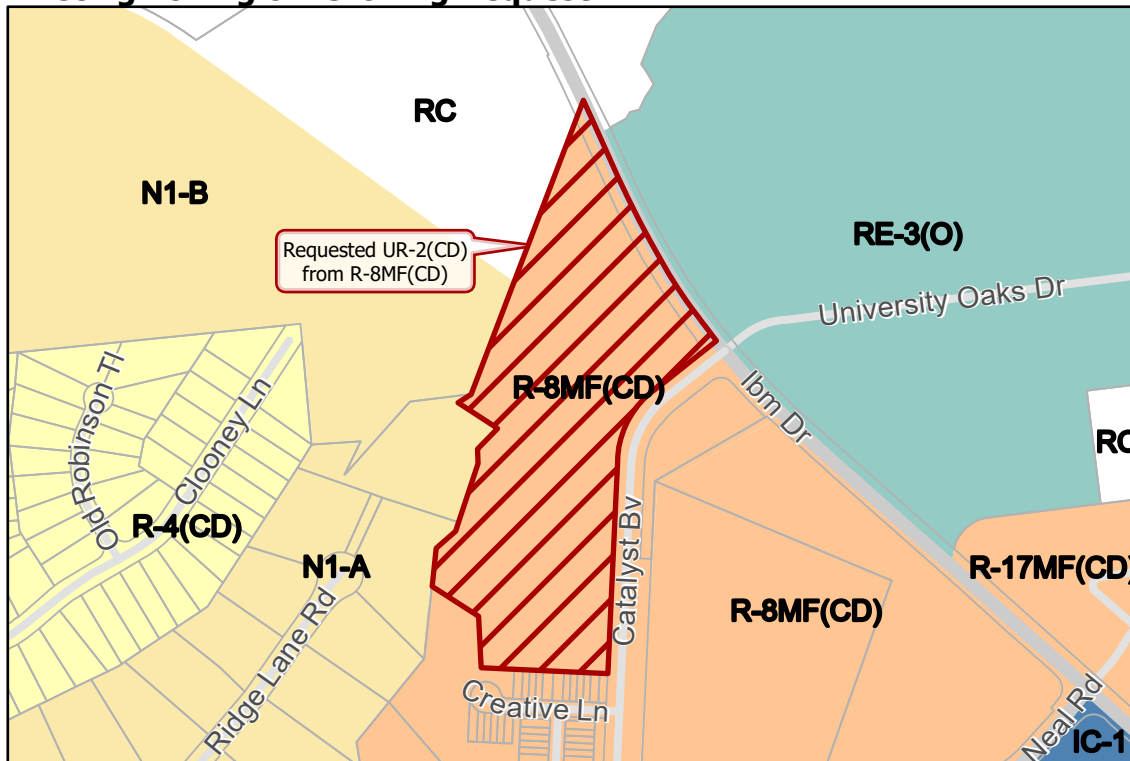 RC
N1-B
Requested UR-2(CD)
from R-8MF(CD)
RE-3(O)
University Oaks Dr
R-8MF(CD)
Ibm Dr
Old Robinson Tl
Clooney Ln
R-4(CD)
N1-A
Ridge Lane Rd
Catalyst Bv
R-8MF(CD)
R-17MF(CD)
Creative Ln
Neal Rd
IC-1